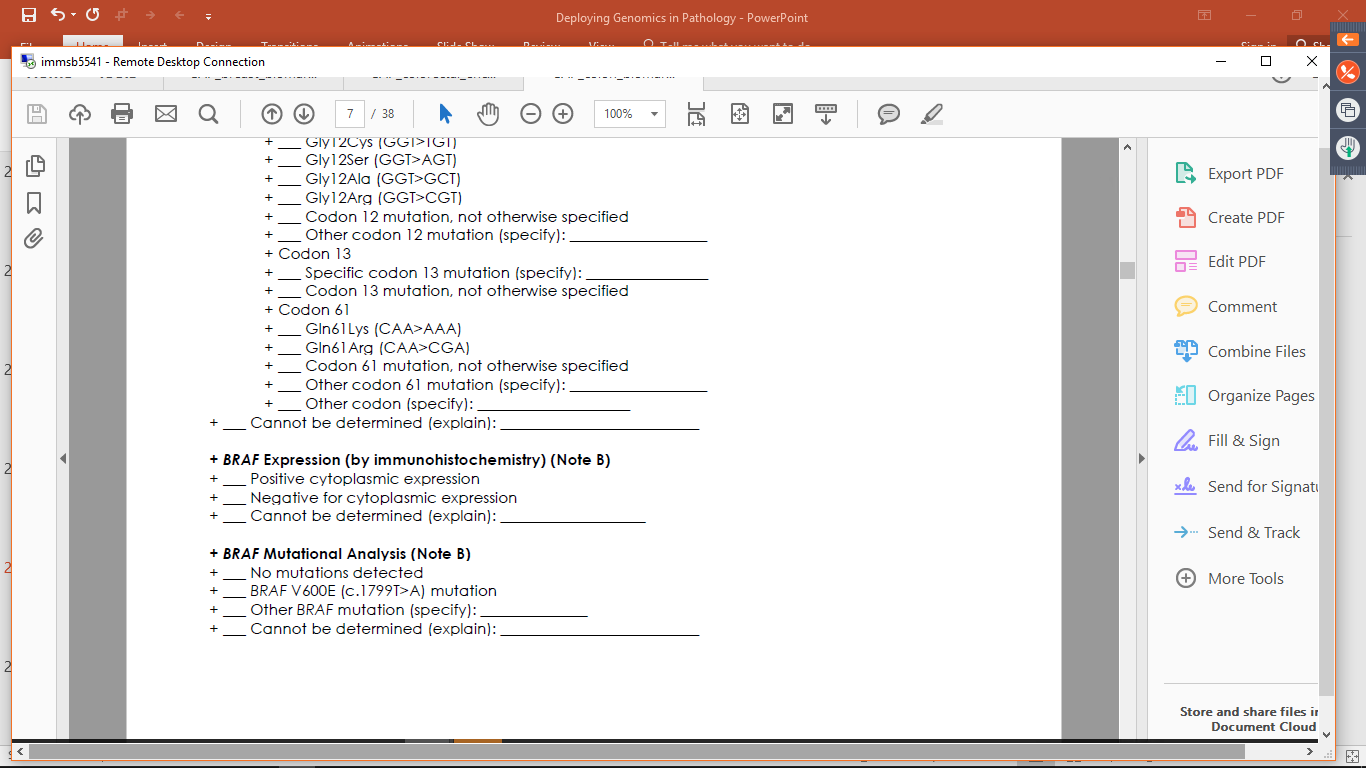 Deploying Genomics in Pathology - PowerPoint
immsb5541 - Remote Desktop Connection
7 / 38
100%
+ ___ Gly12Cys (GGT>TGT)
+ ___ Gly12Ser (GGT>AGT)
+ ___ Gly12Ala (GGT>GCT)
+ ___ Gly12Arg (GGT>CGT)
+ ___ Codon 12 mutation, not otherwise specified
+ ___ Other codon 12 mutation (specify): __________________
+ Codon 13
+ ___ Specific codon 13 mutation (specify): ________________
+ ___ Codon 13 mutation, not otherwise specified
+ Codon 61
+ ___ Gln61Lys (CAA>AAA)
+ ___ Gln61Arg (CAA>CGA)
+ ___ Codon 61 mutation, not otherwise specified
+ ___ Other codon 61 mutation (specify): __________________
+ ___ Other codon (specify): ____________________
+ ___ Cannot be determined (explain): __________________________
+ BRAF Expression (by immunohistochemistry) (Note B)
+ ___ Positive cytoplasmic expression
+ ___ Negative for cytoplasmic expression
+ ___ Cannot be determined (explain): ___________________
+ BRAF Mutational Analysis (Note B)
+ ___ No mutations detected
+ ___ BRAF V600E (c.1799T>A) mutation
+ ___ Other BRAF mutation (specify): ______________
+ ___ Cannot be determined (explain): __________________________
Export PDF
Create PDF
Edit PDF
Comment
Combine Files
Organize Pages
Fill & Sign
Send for Signatu
Send & Track
More Tools
Store and share files in
Document Cloud